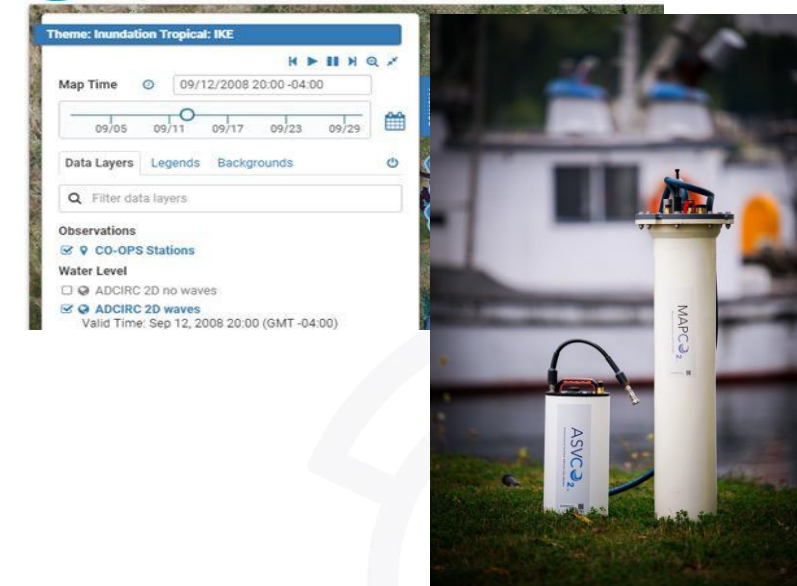 Theme: Inundation Tropical: IKE
Map Time 09/12/2008 20:00 -04:00
09/05 09/11 09/17 09/23 09/29
Data Layers Legends Backgrounds
Filter data layers
Observations
CO-OPS Stations
Water Level
ADCIRC 2D no waves
ADCIRC 2D waves
Valid Time: Sep 12, 2008 20:00 (GMT -04:00)
MAPCO₂
ASVCO₂